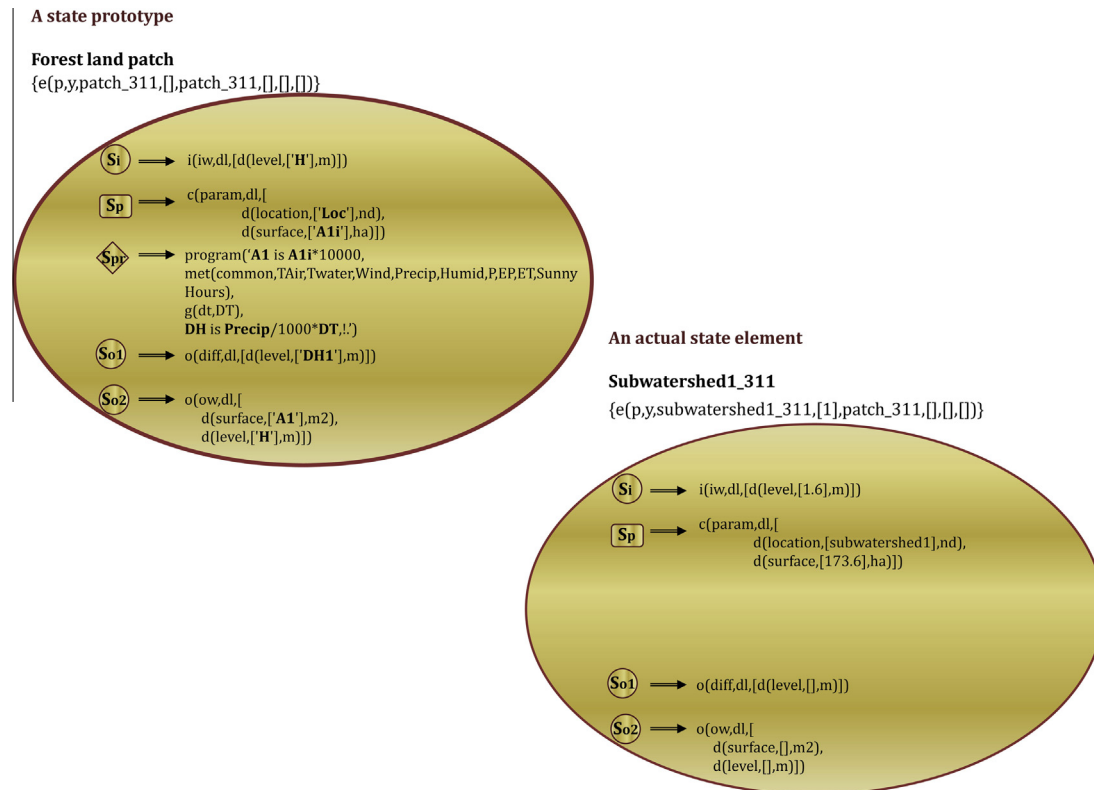 A state prototype
Forest land patch
{e(p,y,patch_311,[],patch_311,[],[],[])}
Si i(iw,dl,[d(level,['H'],m)])
Sp c(param,dl,[
d(location,['Loc'],nd),
d(surface,['A1i'],ha)])
Spr program('A1 is A1i*10000,
met(common,TAir,Twater,Wind,Precip,Humid,P,EP,ET,Sunny
Hours),
g(dt,DT),
DH is Precip/1000*DT,!.')
So1 o(diff,dl,[d(level,['DH1'],m)])
So2 o(ow,dl,[
d(surface,['A1'],m2),
d(level,['H'],m)])
An actual state element
Subwatershed1_311
{e(p,y,subwatershed1_311,[1],patch_311,[],[],[])}
Si i(iw,dl,[d(level,[1.6],m)])
Sp c(param,dl,[
d(location,[subwatershed1],nd),
d(surface,[173.6],ha)])
So1 o(diff,dl,[d(level,[],m)])
So2 o(ow,dl,[
d(surface,[],m2),
d(level,[],m)])